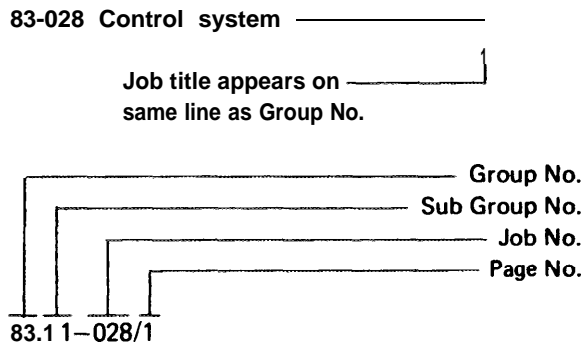 83-028 Control system
Job title appears on
same line as Group No.
Group No.
Sub Group No.
Job No.
Page No.
83.11-028/1